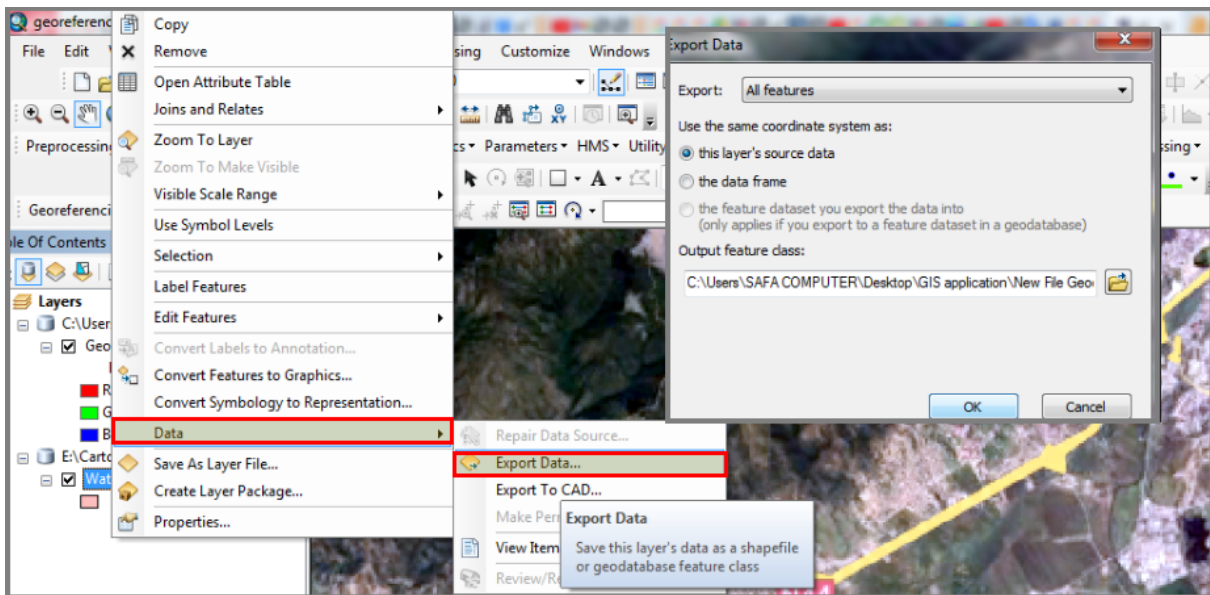 georeferenc
File Edit
sing Customize Windows
Preprocessing
cs Parameters HMS Utility
ssing
Georeferenci
le Of Contents
Layers
C:\User
Geo
R
G
B
E:\Carto
Wat
Copy
Remove
Open Attribute Table
Joins and Relates
Zoom To Layer
Zoom To Make Visible
Visible Scale Range
Use Symbol Levels
Selection
Label Features
Edit Features
Convert Labels to Annotation...
Convert Features to Graphics...
Convert Symbology to Representation...
Data
Save As Layer File...
Create Layer Package...
Properties...
Repair Data Source...
Export Data...
Export To CAD...
Make Per
View Item
Review/Re
Export Data
Save this layer's data as a shapefile
or geodatabase feature class
Export Data
Export: All features
Use the same coordinate system as:
this layer's source data
the data frame
the feature dataset you export the data into
(only applies if you export to a feature dataset in a geodatabase)
Output feature class:
C:\Users\SAFA COMPUTER\Desktop\GIS application\New File Geo
OK Cancel